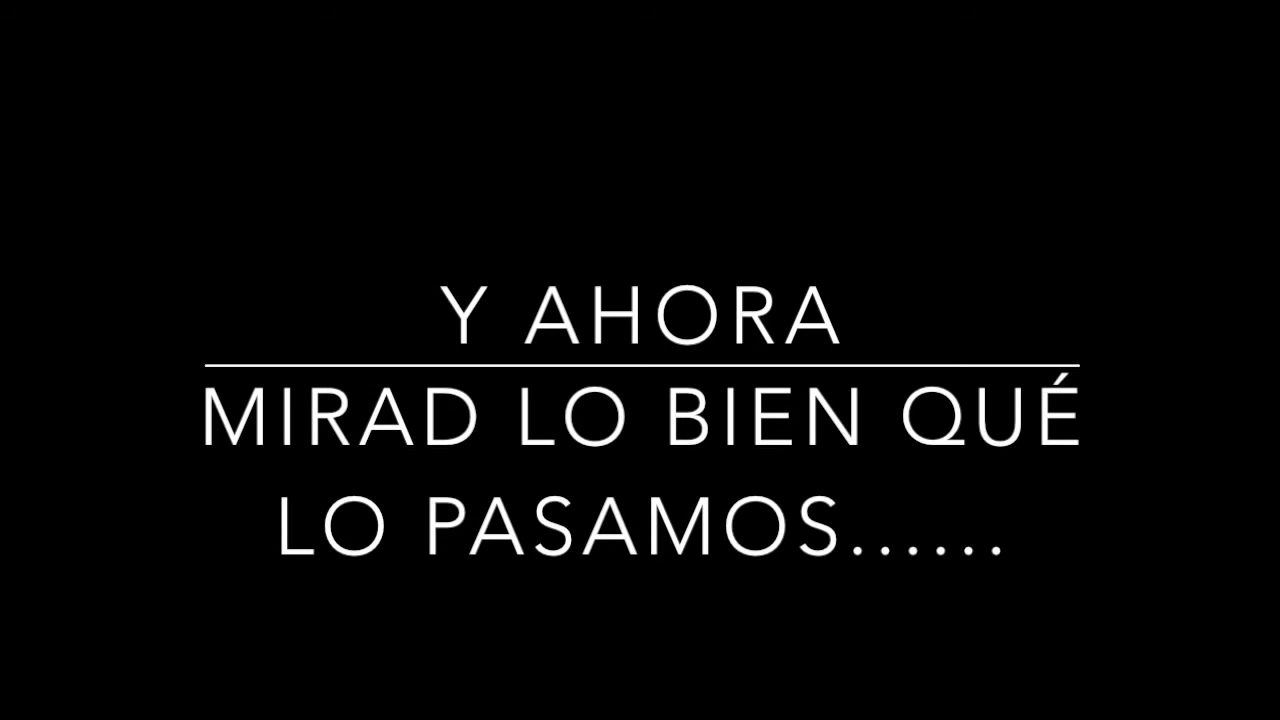 Y AHORA
MIRAD LO BIEN QUÉ
LO PASAMOS......